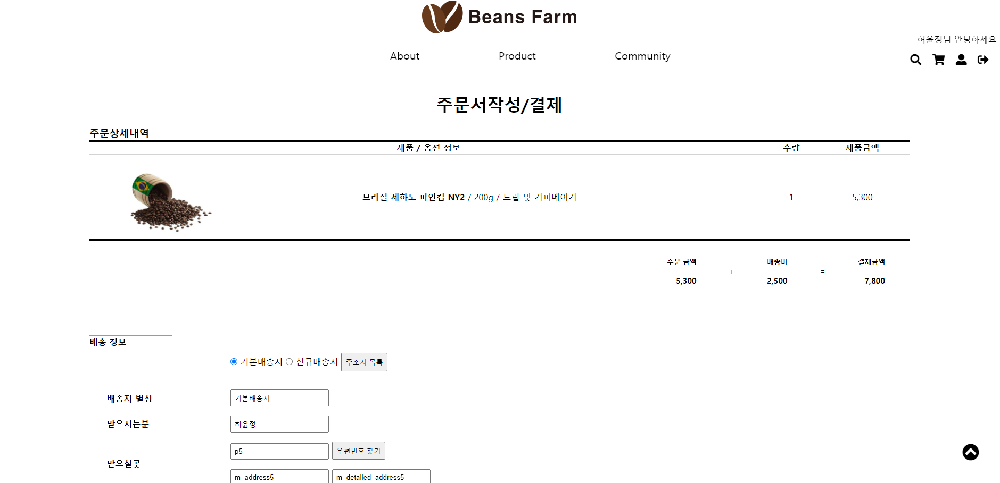 Beans Farm
허윤정님 안녕하세요
About Product Community
주문서작성/결제
주문상세내역
제품 / 옵션 정보 수량 제품금액
브라질 세하도 파인컵 NY2 / 200g / 드립 및 커피메이커 1 5,300
주문 금액 배송비 결제금액
+ =
5,300 2,500 7,800
배송 정보
기본배송지 신규배송지 주소지 목록
배송지 별칭 기본배송지
받으시는분 허윤정
p5 우편번호 찾기
받으실곳
m_address5 m_detailed_address5